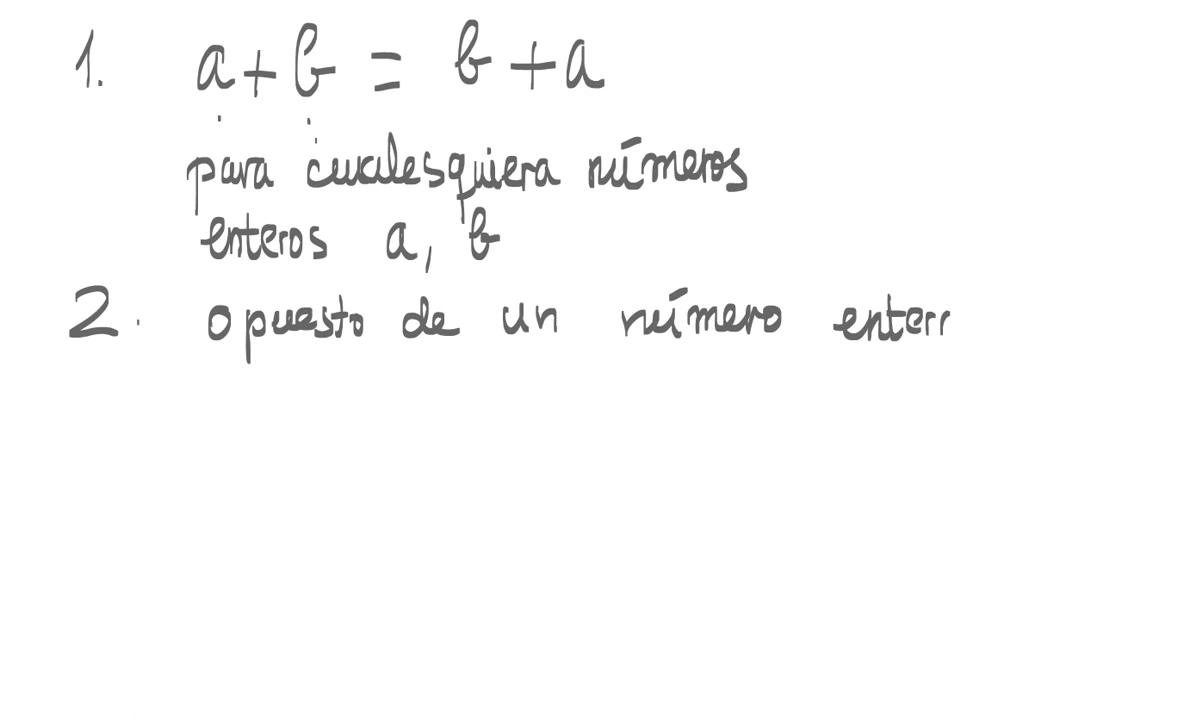 1. a + b = b + a
para cualesquiera números
enteros a, b
2. opuesto de un número enterr